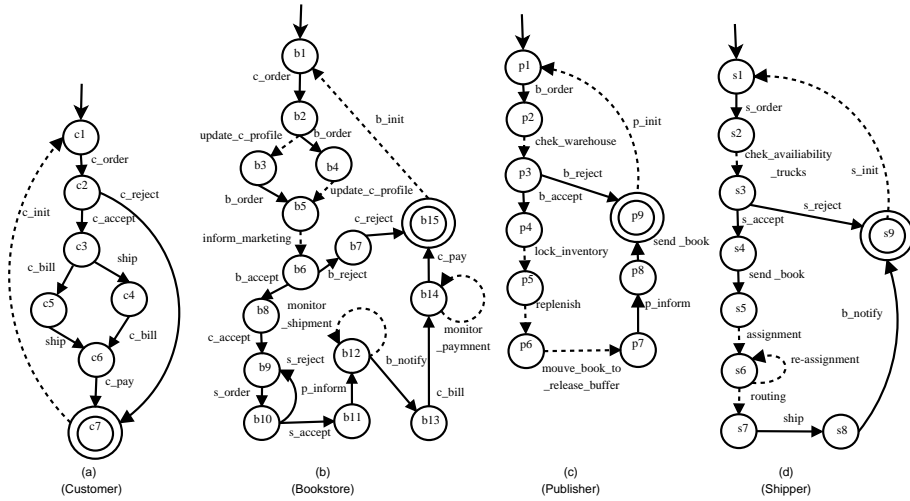 c1
c_order
c2
c_reject
c_accept
c3
c_init
c_bill
ship
c5
c4
ship
c_bill
c6
c_pay
c7
(a)
(Customer)
b1
c_order
b2
update_c_profile
b_order
b_init
b3
b4
b_order
update_c_profile
b5
inform_marketing
c_reject
b15
b7
b6
b_accept
b_reject
c_pay
b8
monitor
_shipment
b14
c_accept
monitor
_paymnent
b12
s_reject
b_notify
b9
p_inform
c_bill
s_order
b10
s_accept
b11
b13
(b)
(Bookstore)
p1
b_order
p_init
p2
chek_warehouse
p3
b_reject
b_accept
p9
p4
send _book
lock_inventory
p8
p5
replenish
p_inform
p6
p7
mouve_book_to
_release_buffer
(c)
(Publisher)
s1
s_order
s2
chek_availiability
_trucks
s_init
s3
s_reject
s_accept
s9
s4
send _book
s5
b_notify
assignment
s6
re-assignment
routing
s7
ship
s8
(d)
(Shipper)